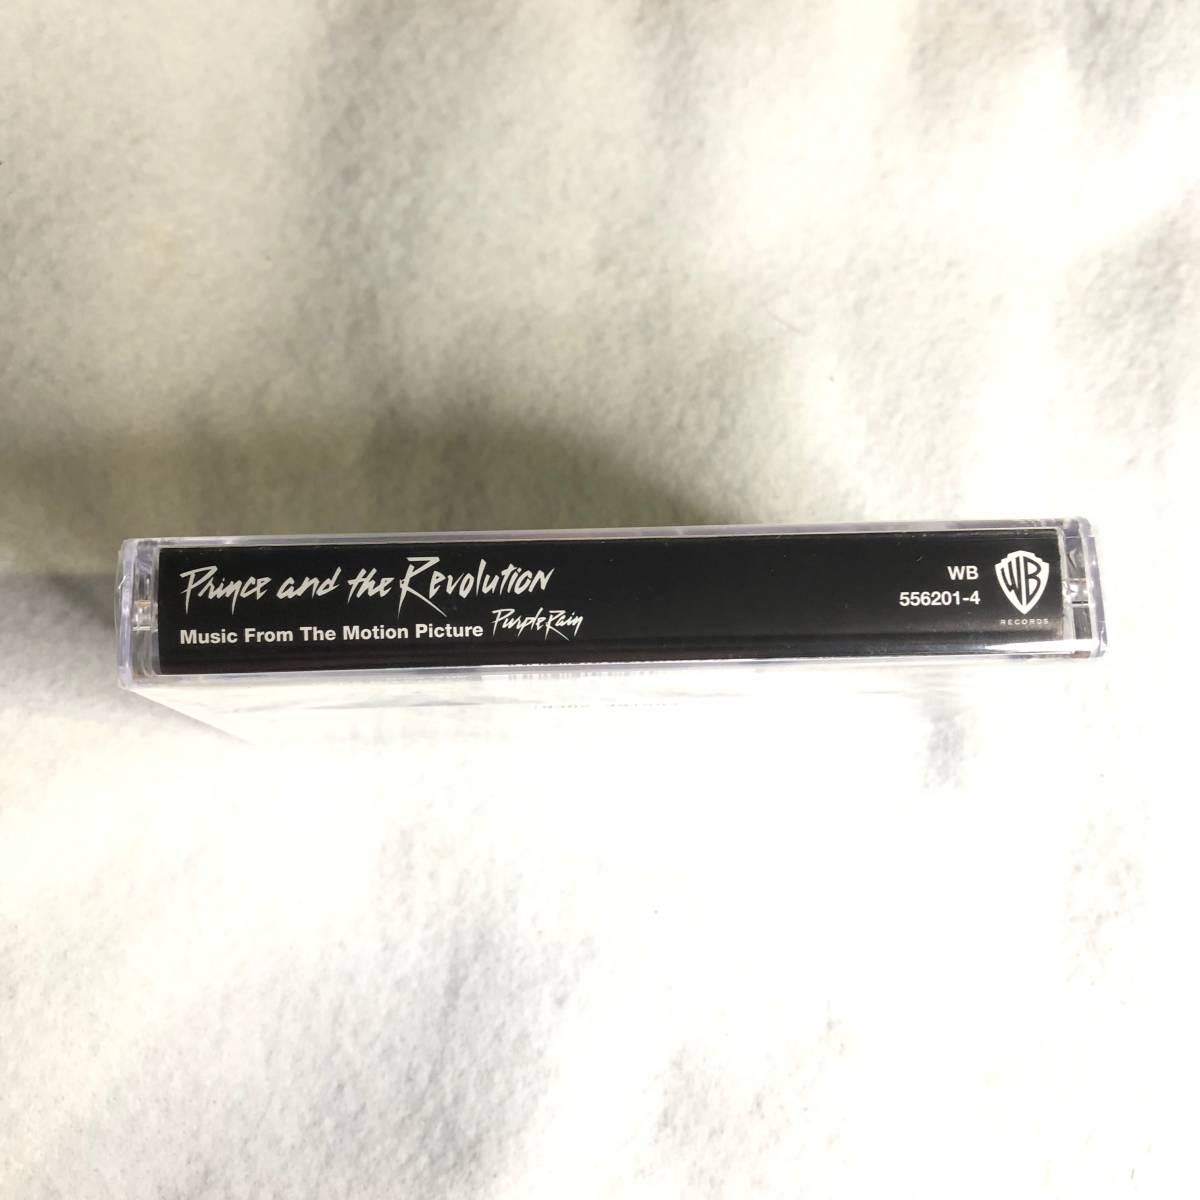 Prince and the Revolution
Music From The Motion Picture Purple Rain
WB
556201-4
WB
RECORDS